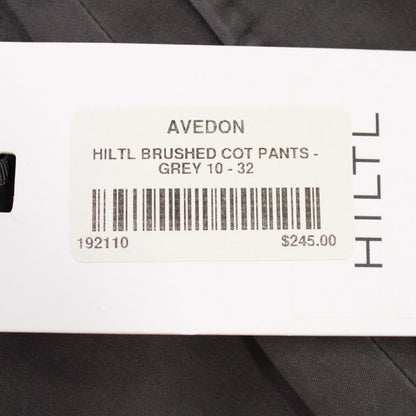 AVEDON
HILTL BRUSHED COT PANTS -
GREY 10 - 32
192110 $245.00
HILTL